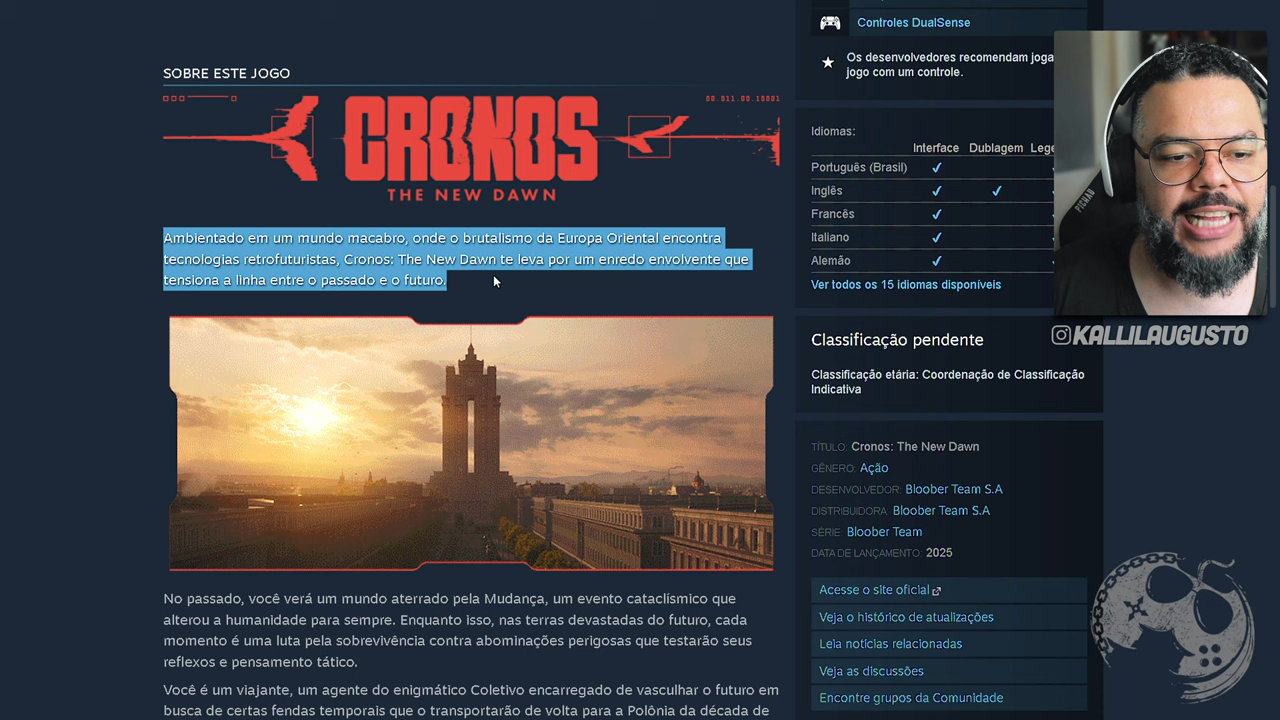 SOBRE ESTE JOGO
CRONOS
THE NEW DAWN
Ambientado em um mundo macabro, onde o brutalismo da Europa Oriental encontra
tecnologias retrofuturistas, Cronos: The New Dawn te leva por um enredo envolvente que
tensiona a linha entre o passado e o futuro.
No passado, você verá um mundo aterrado pela Mudança, um evento cataclísmico que
alterou a humanidade para sempre. Enquanto isso, nas terras devastadas do futuro, cada
momento é uma luta pela sobrevivência contra abominações perigosas que testarão seus
reflexos e pensamento tático.
Você é um viajante, um agente do enigmático Coletivo encarregado de vasculhar o futuro em
busca de certas fendas temporais que o transportarão de volta para a Polônia da década de
Controles DualSense
Os desenvolvedores recomendam joga
jogo com um controle.
Idiomas:
Interface Dublagem Lege
Português (Brasil) ✔
Inglês ✔ ✔
Francês ✔
Italiano ✔
Alemão ✔
Ver todos os 15 idiomas disponíveis
PICHAU
KALLILAUGUSTO
Classificação pendente
Classificação etária: Coordenação de Classificação
Indicativa
TÍTULO: Cronos: The New Dawn
GÊNERO: Ação
DESENVOLVEDOR: Bloober Team S.A
DISTRIBUIDORA: Bloober Team S.A
SÉRIE: Bloober Team
DATA DE LANÇAMENTO: 2025
Acesse o site oficial
Veja o histórico de atualizações
Leia notícias relacionadas
Veja as discussões
Encontre grupos da Comunidade